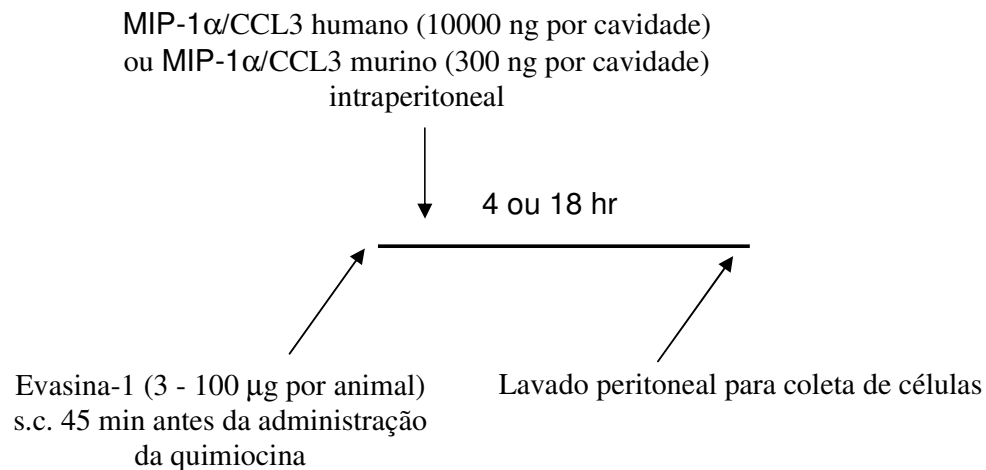 MIP-1α/CCL3 humano (10000 ng por cavidade)
ou MIP-1α/CCL3 murino (300 ng por cavidade)
intraperitoneal
4 ou 18 hr
Evasina-1 (3 - 100 µg por animal)
s.c. 45 min antes da administração
da quimiocina
Lavado peritoneal para coleta de células